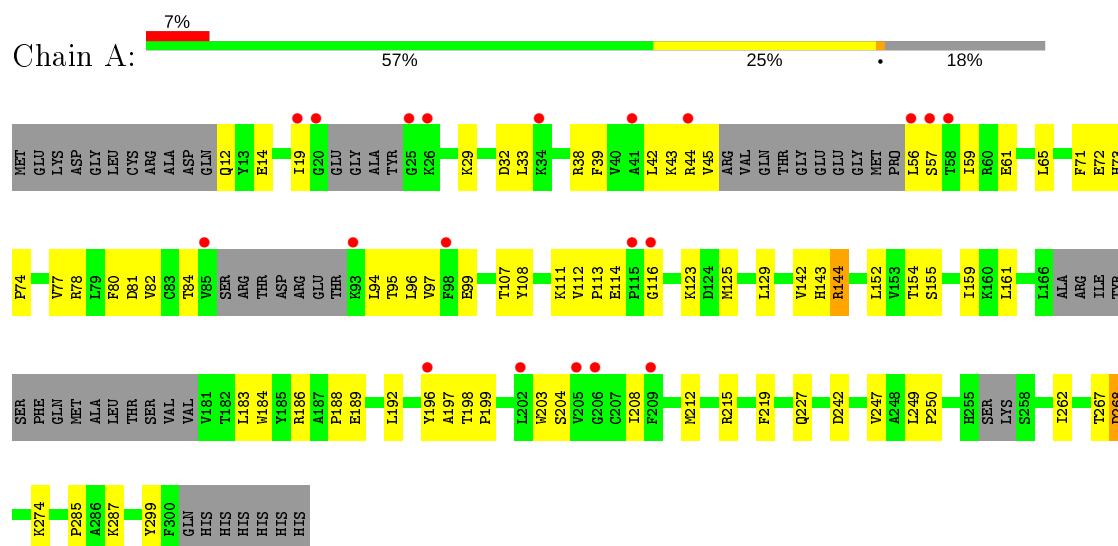 7%
Chain A:
57% 25% • 18%
MET GLU LYS ASP GLY LEU CYS ARG ALA ASP GLN Q12 Y13 E14 I19 G20 GLU GLY ALA TYR G25 K26 K29 D32 L33 K34 R38 F39 V40 A41 L42 K43 R44 V45 ARG VAL GLN THR GLY GLU GLU GLY MET PRO L56 S57 T58 I59 R60 E61 L65 F71 E72 H73
P74 V77 R78 L79 F80 D81 V82 C83 T84 V85 SER ARG THR ASP ARG GLU THR K93 L94 T95 L96 V97 F98 E99 T107 Y108 K111 V112 P113 E114 P115 G116 K123 D124 M125 L129 V142 H143 R144 L152 V153 T154 S155 I159 K160 L161 L166 ALA ARG ILE TYR
SER PHE GLN MET ALA LEU THR SER VAL VAL V181 T182 L183 W184 Y185 R186 A187 P188 E189 L192 Y196 A197 T198 P199 L202 W203 S204 V205 G206 C207 I208 F209 M212 R215 F219 Q227 D242 V247 A248 L249 P250 H255 SER LYS S258 I262 T267 D268
K274 P285 A286 K287 Y299 F300 GLN HIS HIS HIS HIS HIS HIS